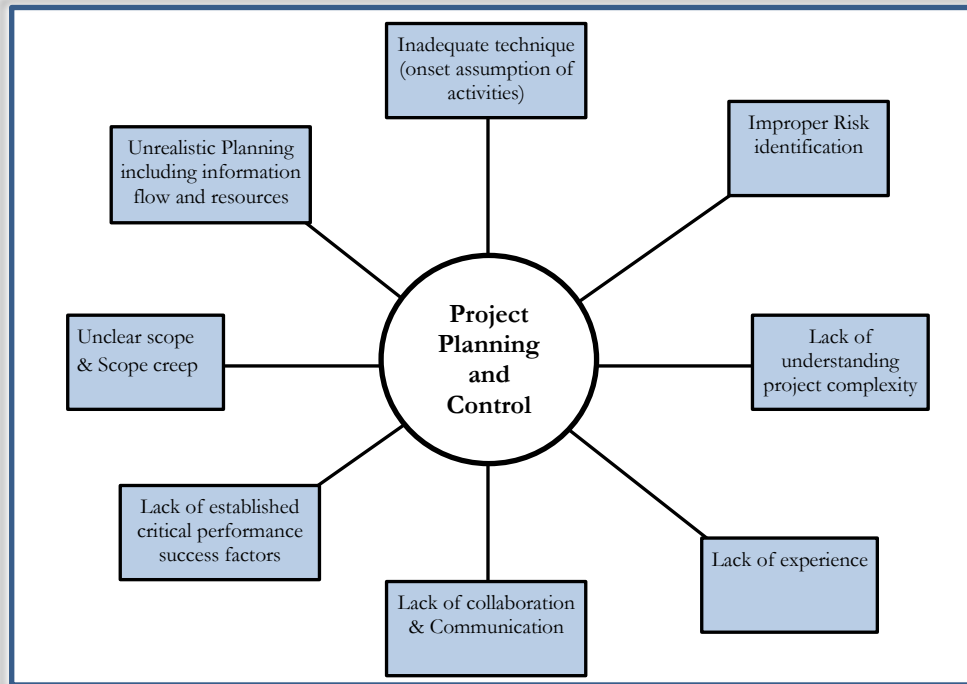 Inadequate technique
(onset assumption of
activities)
Improper Risk
identification
Unrealistic Planning
including information
flow and resources
Project
Planning
and
Control
Unclear scope
& Scope creep
Lack of
understanding
project complexity
Lack of established
critical performance
success factors
Lack of experience
Lack of collaboration
& Communication